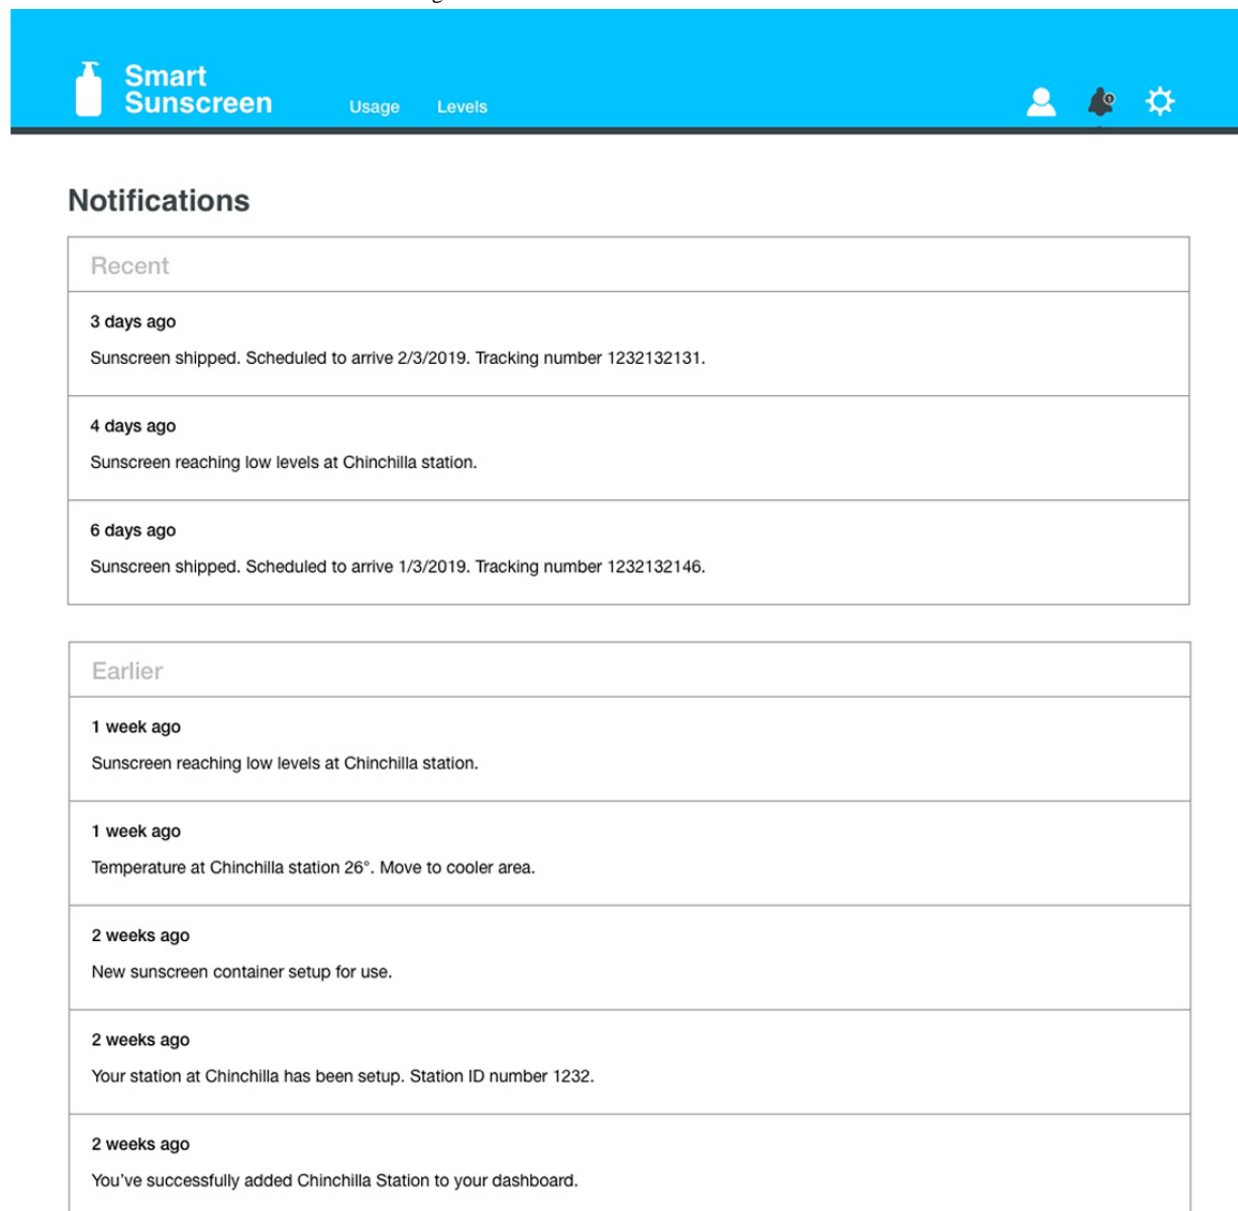 Smart
Sunscreen
Usage Levels
1
Notifications
Recent
3 days ago
Sunscreen shipped. Scheduled to arrive 2/3/2019. Tracking number 1232132131.
4 days ago
Sunscreen reaching low levels at Chinchilla station.
6 days ago
Sunscreen shipped. Scheduled to arrive 1/3/2019. Tracking number 1232132146.
Earlier
1 week ago
Sunscreen reaching low levels at Chinchilla station.
1 week ago
Temperature at Chinchilla station 26°. Move to cooler area.
2 weeks ago
New sunscreen container setup for use.
2 weeks ago
Your station at Chinchilla has been setup. Station ID number 1232.
2 weeks ago
You've successfully added Chinchilla Station to your dashboard.